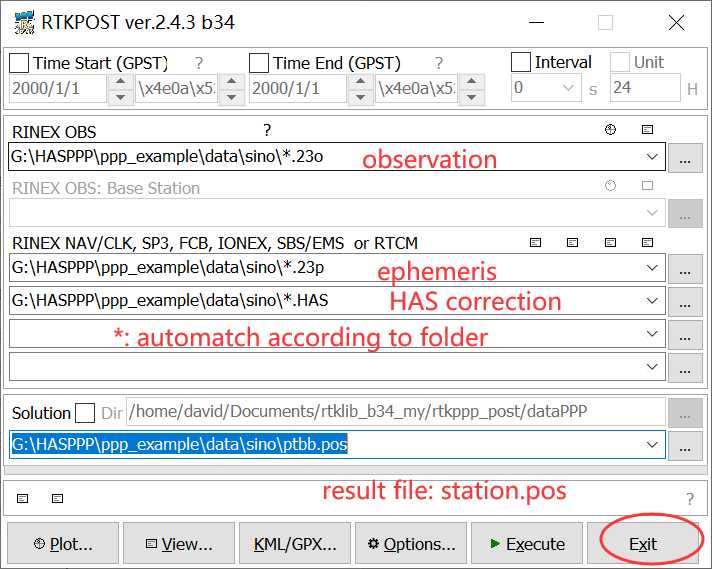 RTKPOST ver.2.4.3 b34
Time Start (GPST) ? Time End (GPST) ? Interval Unit
2000/1/1 \x4e0a\x5 2000/1/1 \x4e0a\x5 0 s 24 H
RINEX OBS ?
G:\HASPPP\ppp_example\data\sino\*.23o observation ...
RINEX OBS: Base Station
...
RINEX NAV/CLK, SP3, FCB, IONEX, SBS/EMS or RTCM
G:\HASPPP\ppp_example\data\sino\*.23p ephemeris ...
G:\HASPPP\ppp_example\data\sino\*.HAS HAS correction ...
*: automatch according to folder ...
...
Solution Dir /home/david/Documents/rtklib_b34_my/rtkppp_post/dataPPP ...
G:\HASPPP\ppp_example\data\sino\ptbb.pos ...
result file: station.pos ?
Plot... View... KML/GPX... Options... Execute Exit